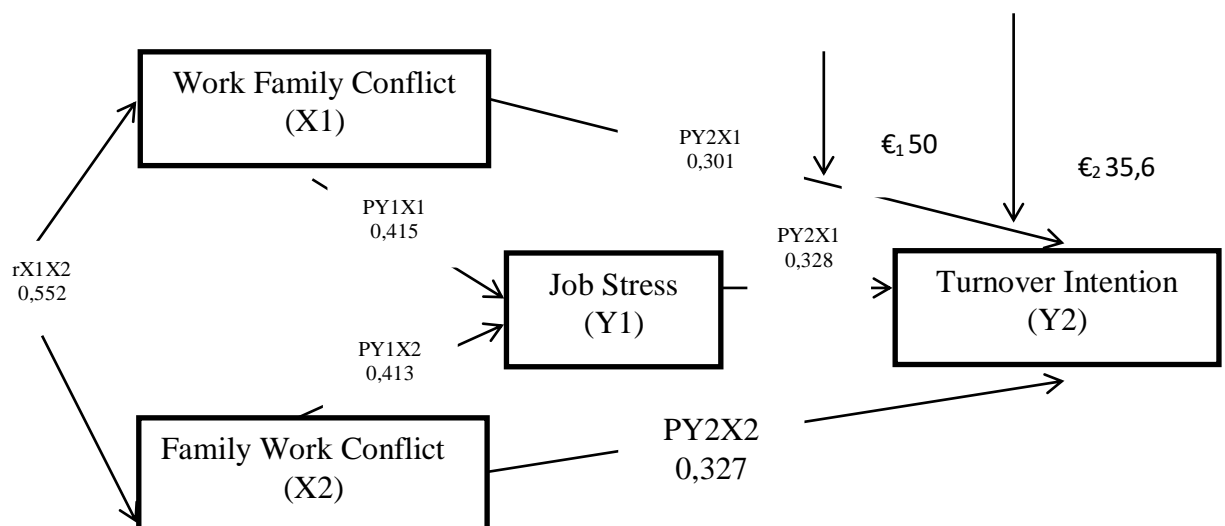 Work Family Conflict
(X1)
PY2X1
0,301
€₁ 50
€₂ 35,6
PY1X1
0,415
rX1X2
0,552
PY2X1
0,328
Job Stress
(Y1)
Turnover Intention
(Y2)
PY1X2
0,413
Family Work Conflict
(X2)
PY2X2
0,327